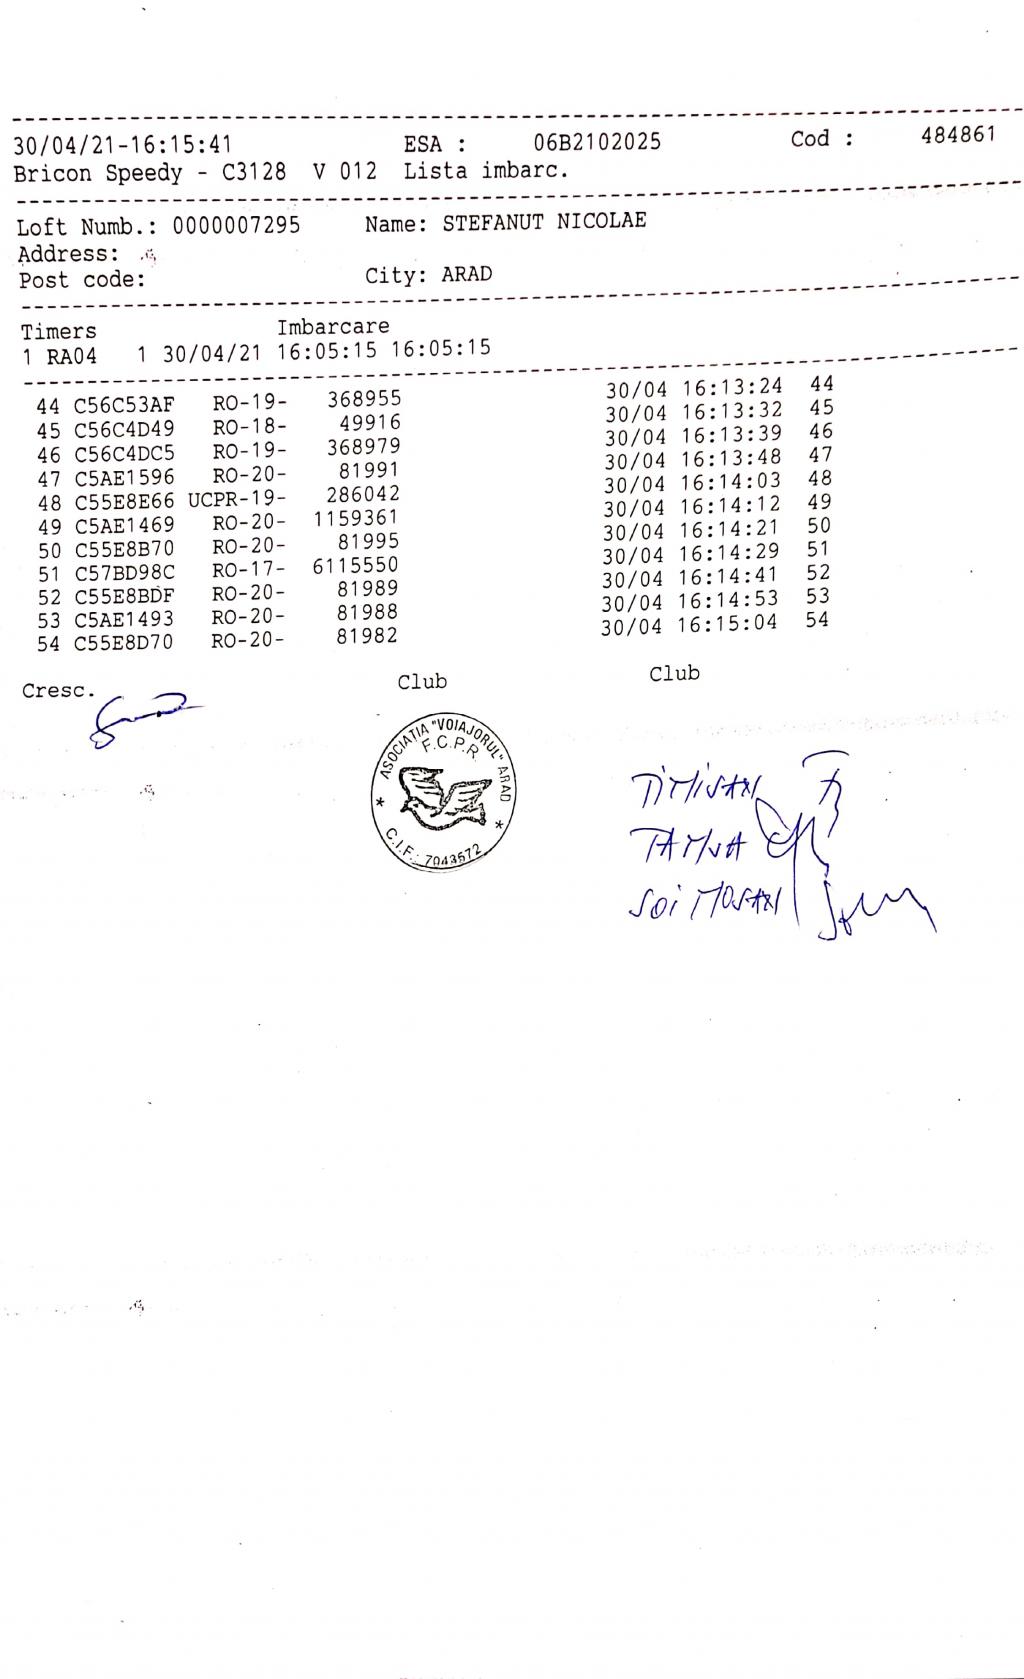 30/04/21-16:15:41 ESA : 06B2102025 Cod : 484861
Bricon Speedy - C3128 V 012 Lista imbarc.
Loft Numb.: 0000007295 Name: STEFANUT NICOLAE
Address:
Post code: City: ARAD
Timers Imbarcare
1 RA04 1 30/04/21 16:05:15 16:05:15
44 C56C53AF RO-19- 368955 30/04 16:13:24 44
45 C56C4D49 RO-18- 49916 30/04 16:13:32 45
46 C56C4DC5 RO-19- 368979 30/04 16:13:39 46
47 C5AE1596 RO-20- 81991 30/04 16:13:48 47
48 C55E8E66 UCPR-19- 286042 30/04 16:14:03 48
49 C5AE1469 RO-20- 1159361 30/04 16:14:12 49
50 C55E8B70 RO-20- 81995 30/04 16:14:21 50
51 C57BD98C RO-17- 6115550 30/04 16:14:29 51
52 C55E8BDF RO-20- 81989 30/04 16:14:41 52
53 C5AE1493 RO-20- 81988 30/04 16:14:53 53
54 C55E8D70 RO-20- 81982 30/04 16:15:04 54
Cresc. Club Club
ASOCIATIA "VOIAJORUL" ARAD
F.C.P.R.
C.I.F.: 7043572